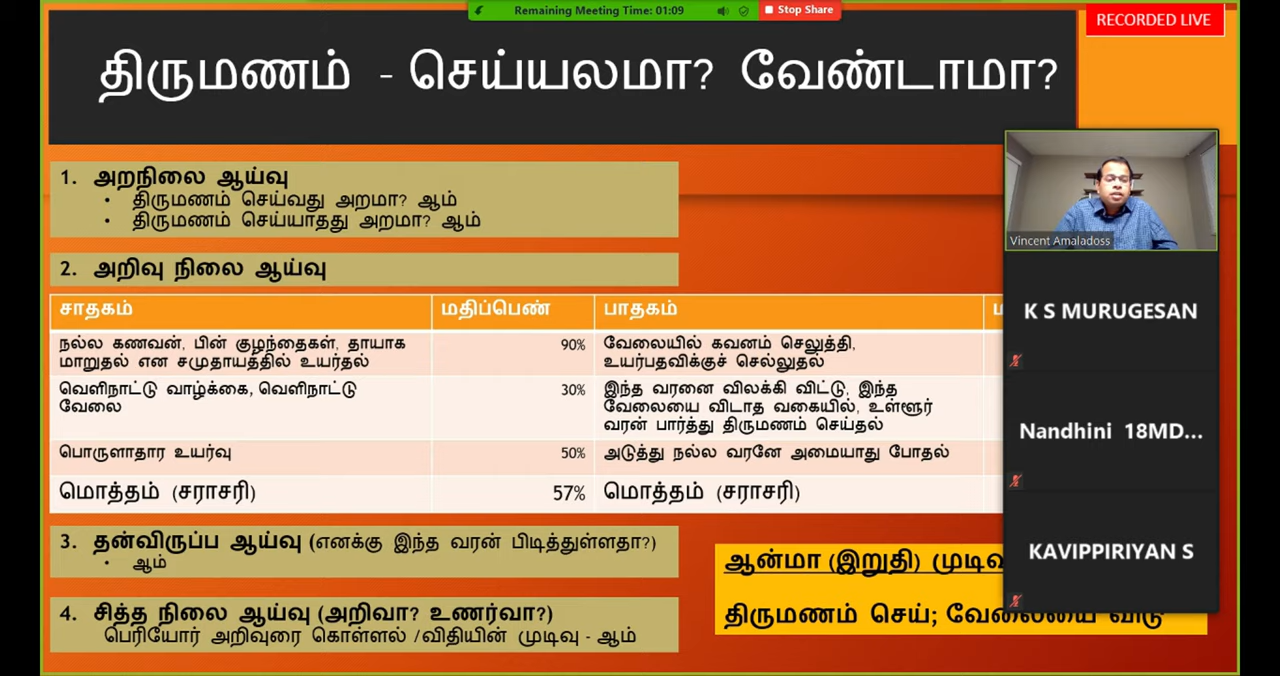 Remaining Meeting Time: 01:09
Stop Share
RECORDED LIVE
திருமணம் - செய்யலமா? வேண்டாமா?
1. அறநிலை ஆய்வு
• திருமணம் செய்வது அறமா? ஆம்
• திருமணம் செய்யாதது அறமா? ஆம்
2. அறிவு நிலை ஆய்வு
சாதகம் மதிப்பெண் பாதகம்
நல்ல கணவன், பின் குழந்தைகள், தாயாக
மாறுதல் என சமுதாயத்தில் உயர்தல்
90%
வேலையில் கவனம் செலுத்தி,
உயர்பதவிக்குச் செல்லுதல்
வெளிநாட்டு வாழ்க்கை, வெளிநாட்டு
வேலை
30%
இந்த வரனை விலக்கி விட்டு, இந்த
வேலையை விடாத வகையில், உள்ளூர்
வரன் பார்த்து திருமணம் செய்தல்
பொருளாதார உயர்வு 50% அடுத்து நல்ல வரனே அமையாது போதல்
மொத்தம் (சராசரி) 57% மொத்தம் (சராசரி)
3. தன்விருப்ப ஆய்வு (எனக்கு இந்த வரன் பிடித்துள்ளதா?)
• ஆம்
4. சித்த நிலை ஆய்வு (அறிவா? உணர்வா?)
பெரியோர் அறிவுரை கொள்ளல் /விதியின் முடிவு - ஆம்
ஆன்மா (இறுதி)
திருமணம் செய்; வேலையை விடு
Vincent Amaladoss
K S MURUGESAN
Nandhini 18MD...
KAVIPPIRIYAN S